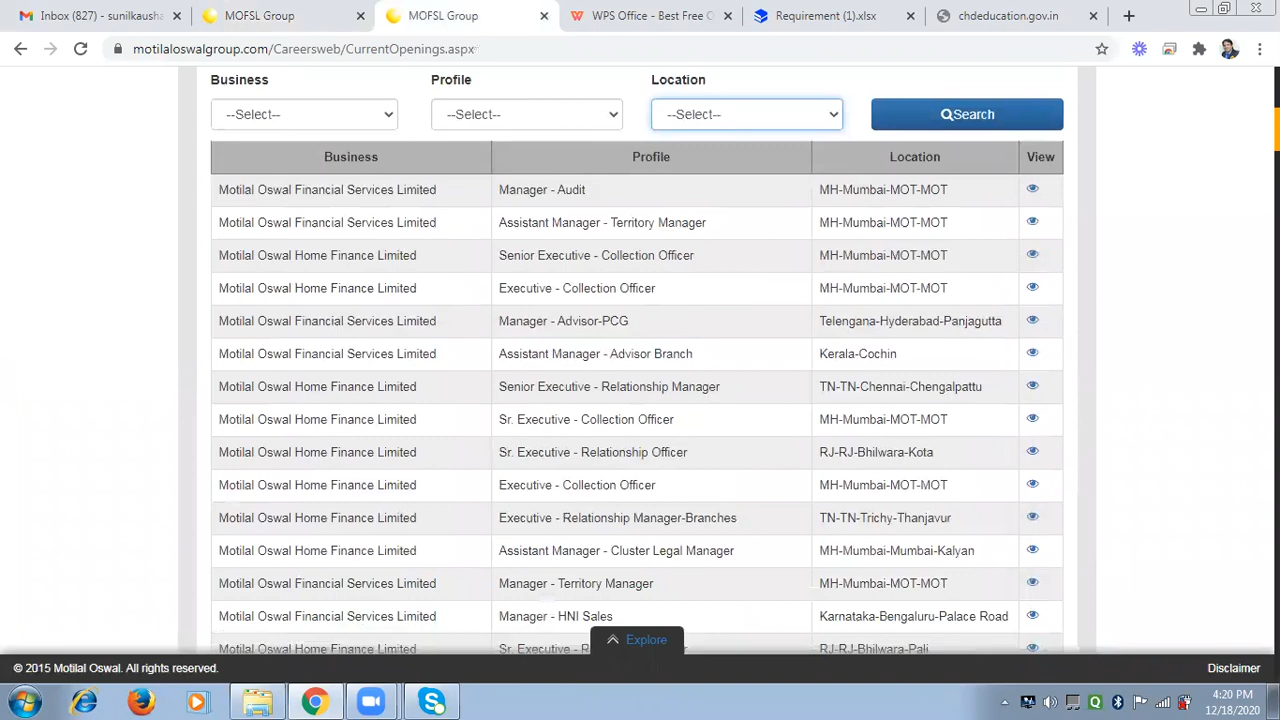 Inbox (827) - sunilkausha
MOFSL Group
MOFSL Group
WPS Office - Best Free O
Requirement (1).xlsx
chdeducation.gov.in
motilaloswalgroup.com/Careersweb/CurrentOpenings.aspx
Business Profile Location
--Select-- --Select-- --Select-- Search
Business Profile Location View
Motilal Oswal Financial Services Limited Manager - Audit MH-Mumbai-MOT-MOT
Motilal Oswal Financial Services Limited Assistant Manager - Territory Manager MH-Mumbai-MOT-MOT
Motilal Oswal Home Finance Limited Senior Executive - Collection Officer MH-Mumbai-MOT-MOT
Motilal Oswal Home Finance Limited Executive - Collection Officer MH-Mumbai-MOT-MOT
Motilal Oswal Financial Services Limited Manager - Advisor-PCG Telengana-Hyderabad-Panjagutta
Motilal Oswal Financial Services Limited Assistant Manager - Advisor Branch Kerala-Cochin
Motilal Oswal Home Finance Limited Senior Executive - Relationship Manager TN-TN-Chennai-Chengalpattu
Motilal Oswal Home Finance Limited Sr. Executive - Collection Officer MH-Mumbai-MOT-MOT
Motilal Oswal Home Finance Limited Sr. Executive - Relationship Officer RJ-RJ-Bhilwara-Kota
Motilal Oswal Home Finance Limited Executive - Collection Officer MH-Mumbai-MOT-MOT
Motilal Oswal Home Finance Limited Executive - Relationship Manager-Branches TN-TN-Trichy-Thanjavur
Motilal Oswal Home Finance Limited Assistant Manager - Cluster Legal Manager MH-Mumbai-Mumbai-Kalyan
Motilal Oswal Financial Services Limited Manager - Territory Manager MH-Mumbai-MOT-MOT
Motilal Oswal Financial Services Limited Manager - HNI Sales Karnataka-Bengaluru-Palace Road
Motilal Oswal Home Finance Limited Sr. Executive - RJ-RJ-Bhilwara-Pali
Explore
© 2015 Motilal Oswal. All rights reserved. Disclaimer
4:20 PM
12/18/2020